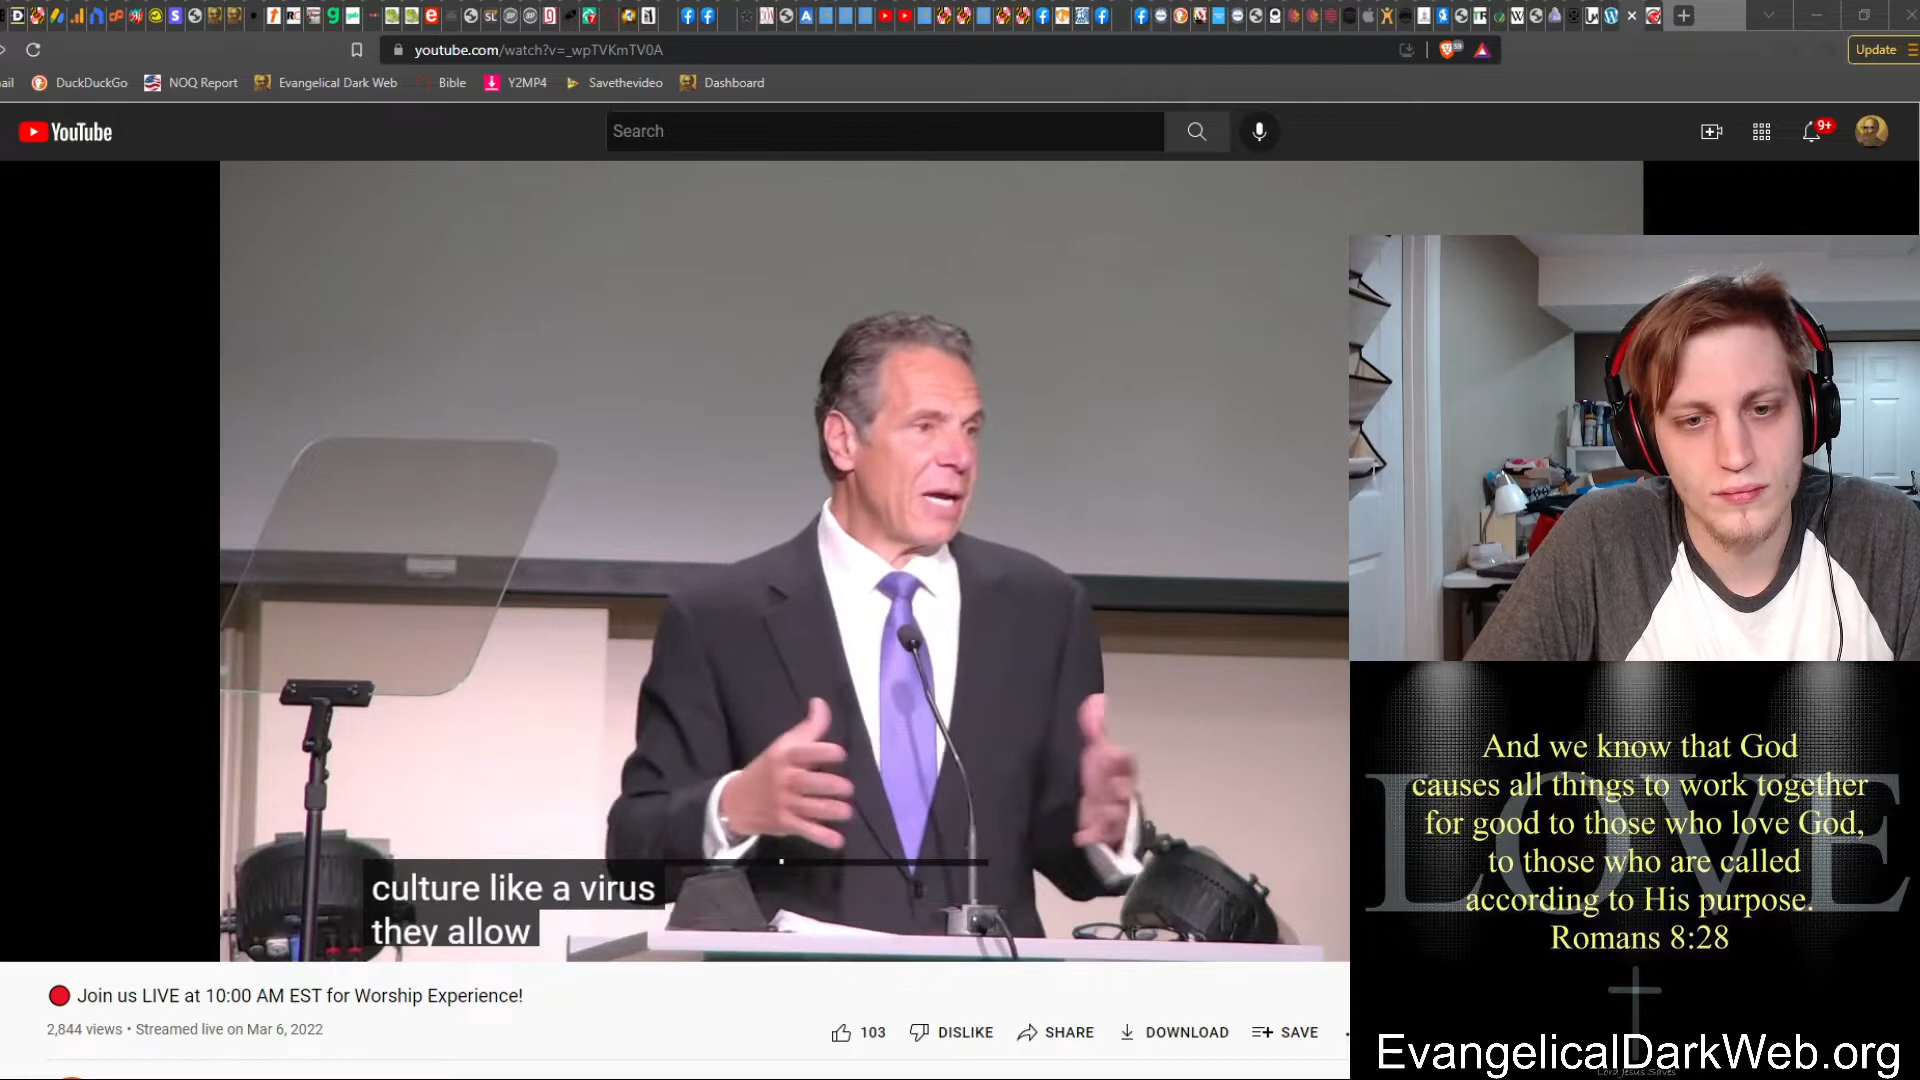 youtube.com/watch?v=_wpTVKmTV0A
Update
ail
DuckDuckGo
NOQ Report
Evangelical Dark Web
Bible
Y2MP4
Savethevideo
Dashboard
YouTube
Search
9+
culture like a virus
they allow
And we know that God
causes all things to work together
for good to those who love God,
to those who are called
according to His purpose.
Romans 8:28
LOVE
Join us LIVE at 10:00 AM EST for Worship Experience!
2,844 views • Streamed live on Mar 6, 2022
103
DISLIKE
SHARE
DOWNLOAD
SAVE
EvangelicalDarkWeb.org
Lord Jesus Saves